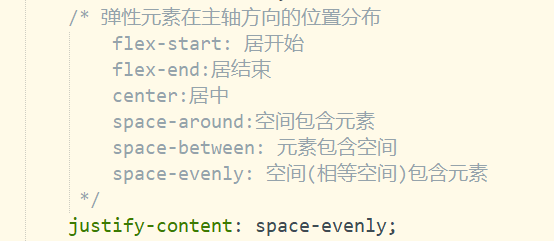 /* 弹性元素在主轴方向的位置分布
flex-start: 居开始
flex-end:居结束
center:居中
space-around:空间包含元素
space-between: 元素包含空间
space-evenly: 空间(相等空间)包含元素
*/
justify-content: space-evenly;